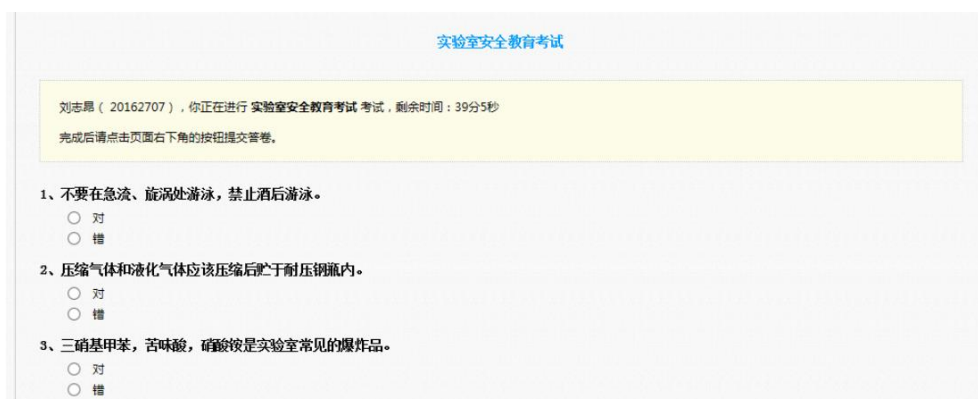 实验室安全教育考试
刘志昂（ 20162707 ），你正在进行 实验室安全教育考试 考试，剩余时间：39分5秒
完成后请点击页面右下角的按钮提交答卷。
1、不要在急流、旋涡处游泳，禁止酒后游泳。
对
错
2、压缩气体和液化气体应该压缩后贮于耐压钢瓶内。
对
错
3、三硝基甲苯，苦味酸，硝酸铵是实验室常见的爆炸品。
对
错